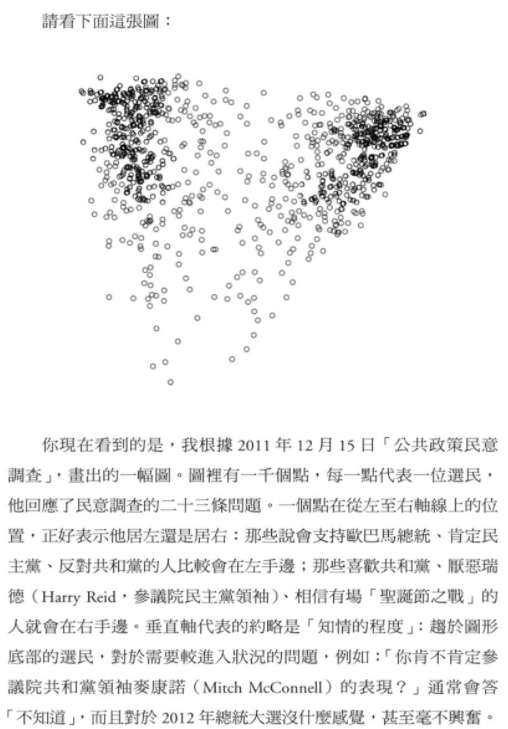 請看下面這張圖：
你現在看到的是，我根據 2011 年 12 月 15 日「公共政策民意
調查」，畫出的一幅圖。圖裡有一千個點，每一點代表一位選民，
他回應了民意調查的二十三條問題。一個點在從左至右軸線上的位
置，正好表示他居左還是居右：那些說會支持歐巴馬總統、肯定民
主黨、反對共和黨的人比較會在左手邊；那些喜歡共和黨、厭惡瑞
德（Harry Reid，參議院民主黨領袖）、相信有場「聖誕節之戰」的
人就會在右手邊。垂直軸代表的約略是「知情的程度」：趨於圖形
底部的選民，對於需要較進入狀況的問題，例如：「你肯不肯定參
議院共和黨領袖麥康諾（Mitch McConnell）的表現？」通常會答
「不知道」，而且對於 2012 年總統大選沒什麼感覺，甚至毫不興奮。